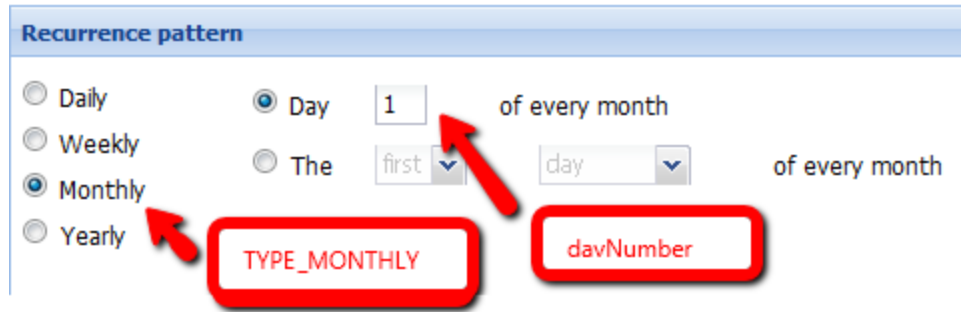 Recurrence pattern
Daily
Day 1 of every month
Weekly
The first day of every month
Monthly
Yearly
TYPE_MONTHLY
davNumber